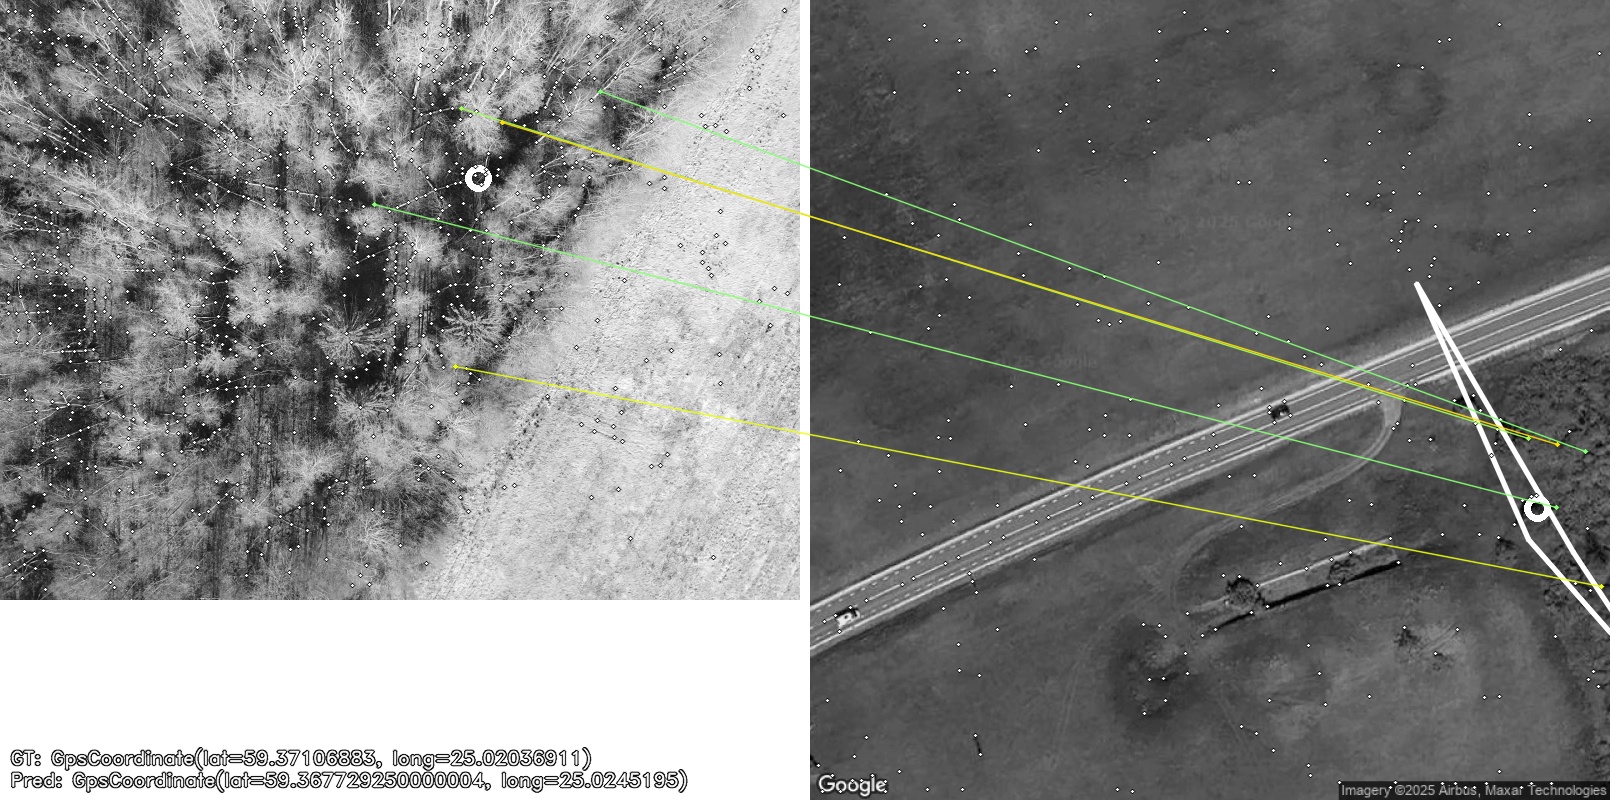 GT: GpsCoordinate(lat=59.37106883, long=25.02036911)
Pred: GpsCoordinate(lat=59.367729250000004, long=25.0245195)
Google
Imagery ©2025 Airbus, Maxar Technologies